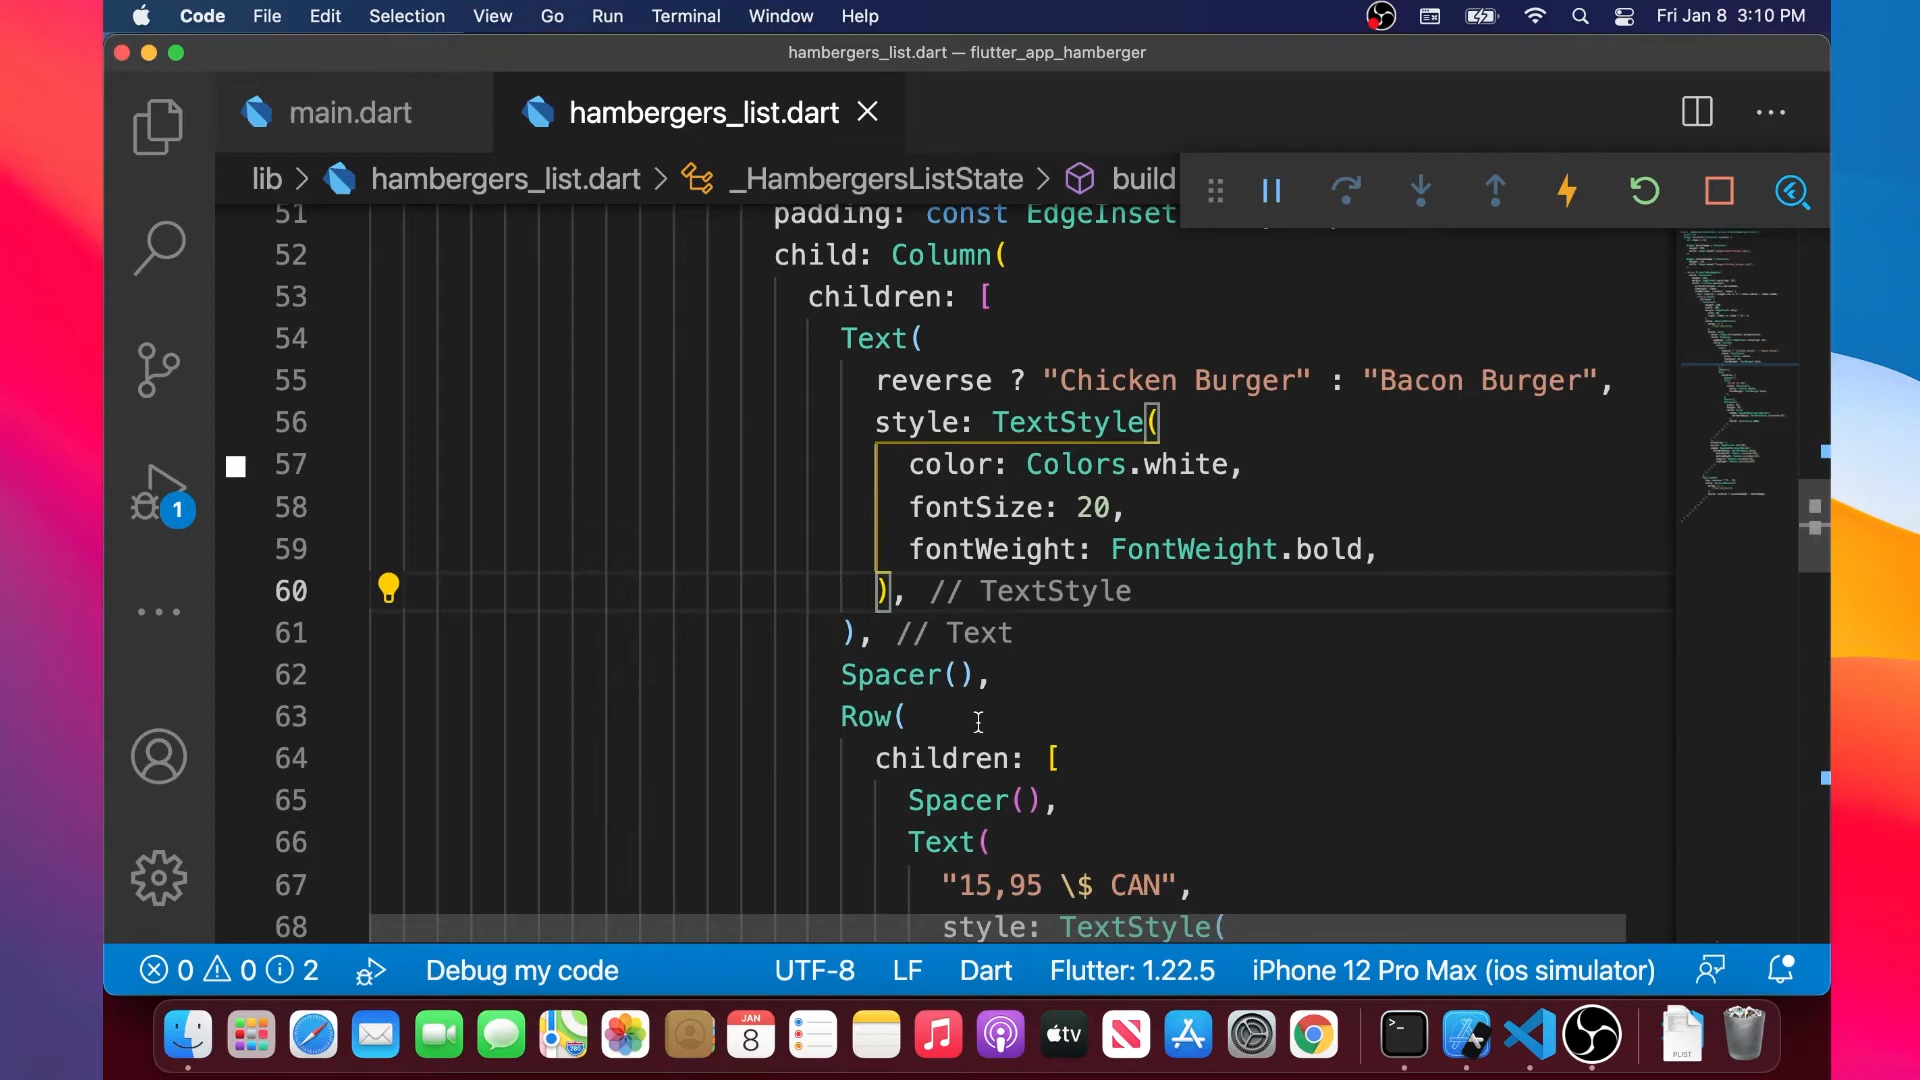 Code File Edit Selection View Go Run Terminal Window Help Fri Jan 8 3:10 PM
hambergers_list.dart — flutter_app_hamberger
main.dart hambergers_list.dart
lib > hambergers_list.dart > _HambergersListState > build
51 padding: const EdgeInset
52 child: Column(
53 children: [
54 Text(
55 reverse ? "Chicken Burger" : "Bacon Burger",
56 style: TextStyle(
57 color: Colors.white,
58 fontSize: 20,
59 fontWeight: FontWeight.bold,
60 ), // TextStyle
61 ), // Text
62 Spacer(),
63 Row(
64 children: [
65 Spacer(),
66 Text(
67 "15,95 \$ CAN",
68 style: TextStyle(
1
0 0 2 Debug my code UTF-8 LF Dart Flutter: 1.22.5 iPhone 12 Pro Max (ios simulator)
JAN
8
tv
PLIST